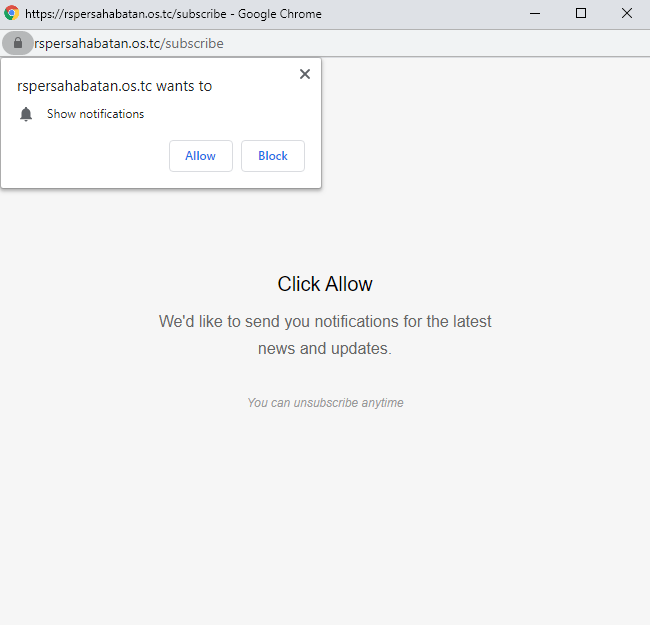 https://rspersahabatan.os.tc/subscribe - Google Chrome
rspersahabatan.os.tc/subscribe
rspersahabatan.os.tc wants to
Show notifications
Allow Block
Click Allow
We'd like to send you notifications for the latest
news and updates.
You can unsubscribe anytime